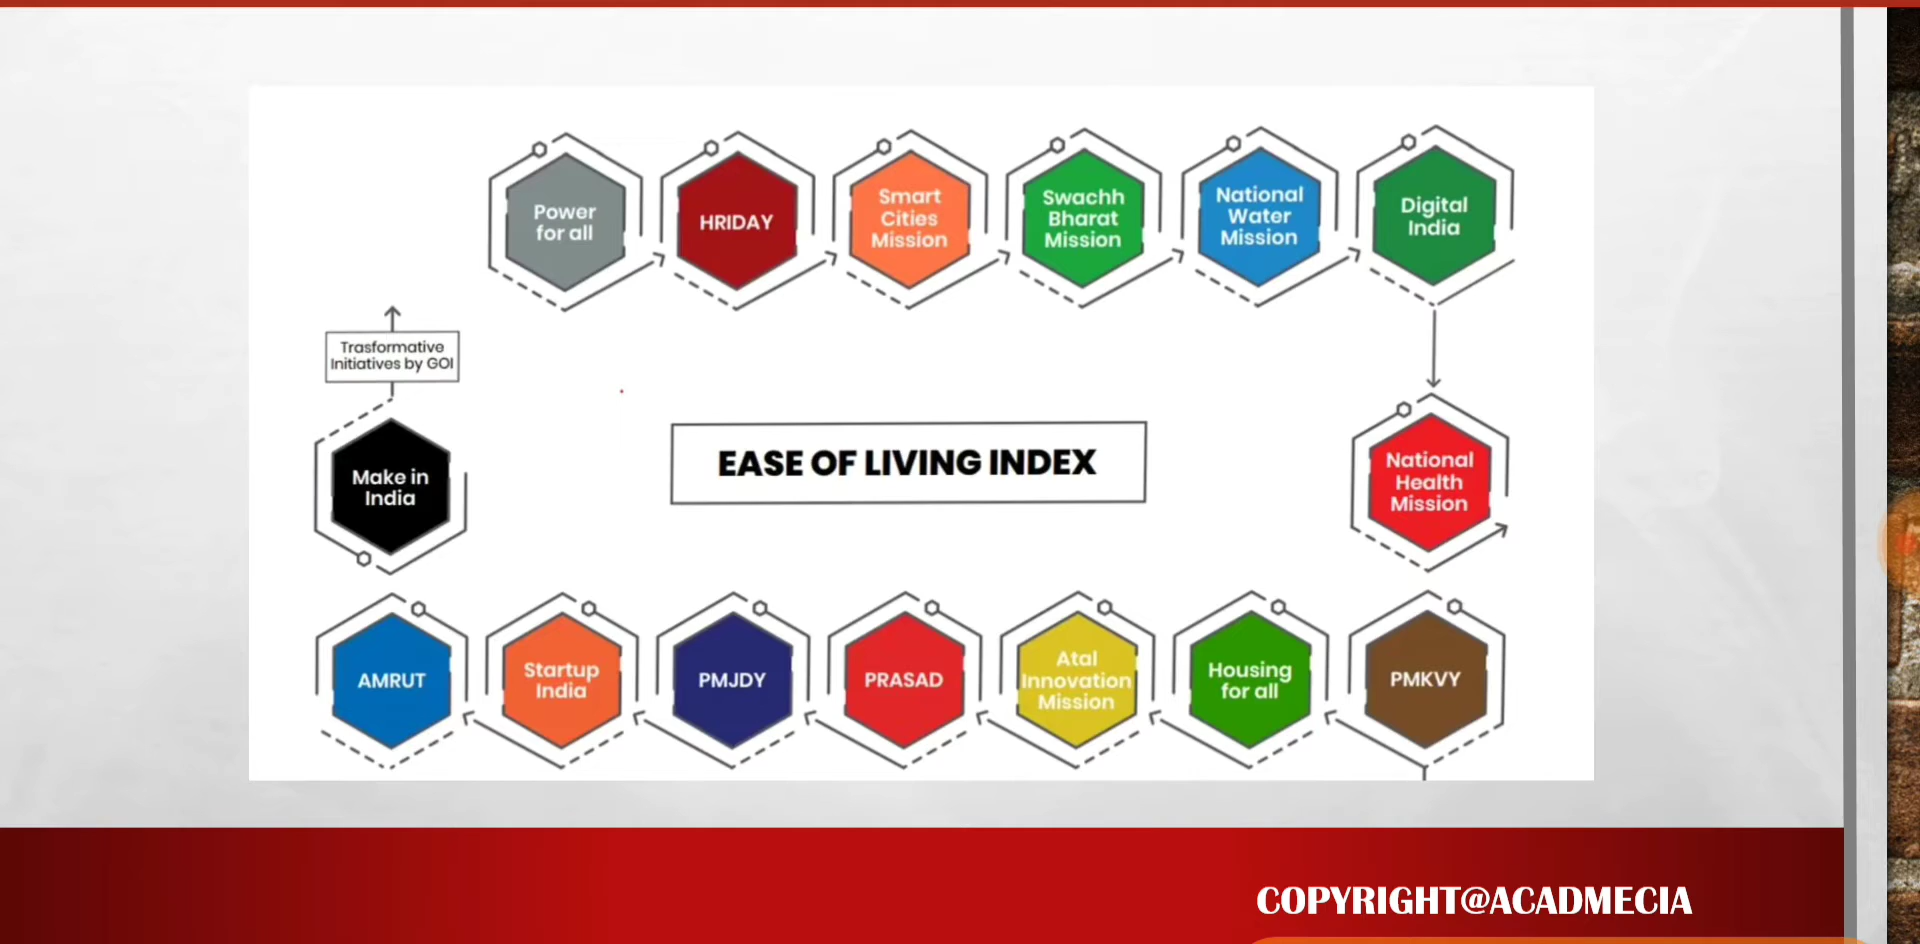 Power
for all
HRIDAY
Smart
Cities
Mission
Swachh
Bharat
Mission
National
Water
Mission
Digital
India
Trasformative
Initiatives by GOI
EASE OF LIVING INDEX
Make in
India
National
Health
Mission
AMRUT
Startup
India
PMJDY
PRASAD
Atal
Innovation
Mission
Housing
for all
PMKVY
COPYRIGHT@ACADMECIA